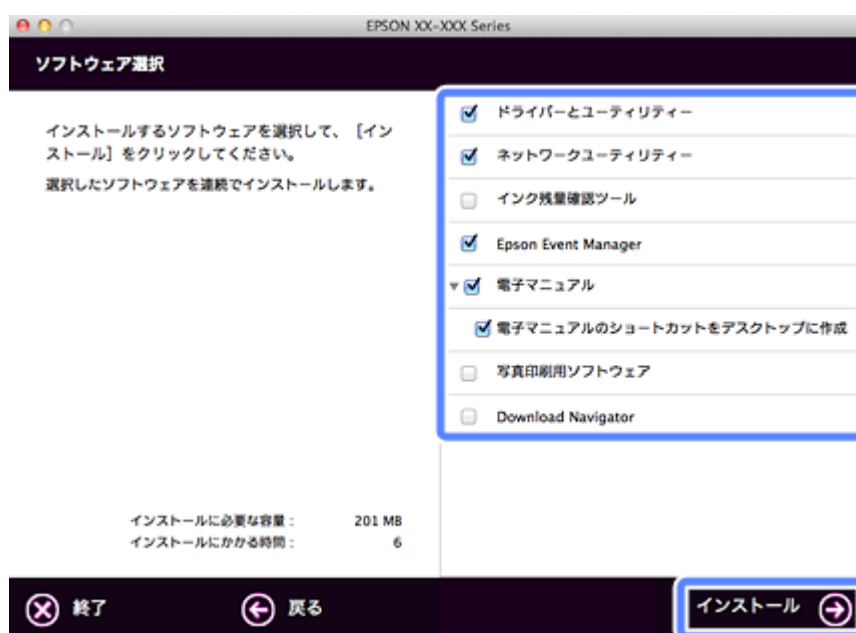 EPSON XX-XXX Series
ソフトウェア選択
インストールするソフトウェアを選択して、［イン
ストール］をクリックしてください。
選択したソフトウェアを連続でインストールします。
ドライバーとユーティリティー
ネットワークユーティリティー
インク残量確認ツール
Epson Event Manager
電子マニュアル
電子マニュアルのショートカットをデスクトップに作成
写真印刷用ソフトウェア
Download Navigator
インストールに必要な容量： 201 MB
インストールにかかる時間： 6
終了 戻る インストール